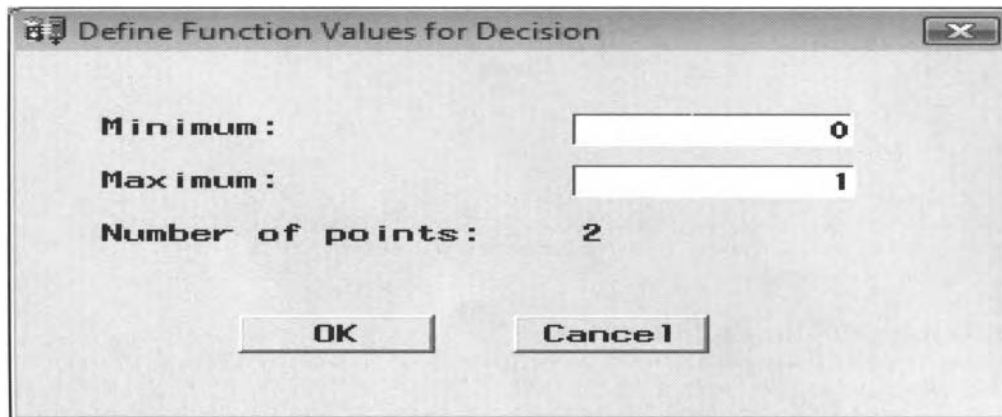 Define Function Values for Decision
Minimum: 0
Maximum: 1
Number of points: 2
OK Cancel